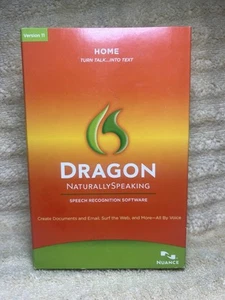 Version 11
HOME
TURN TALK...INTO TEXT
DRAGON
NATURALLYSPEAKING
SPEECH RECOGNITION SOFTWARE
Create Documents and Email, Surf the Web, and More—All By Voice
NUANCE